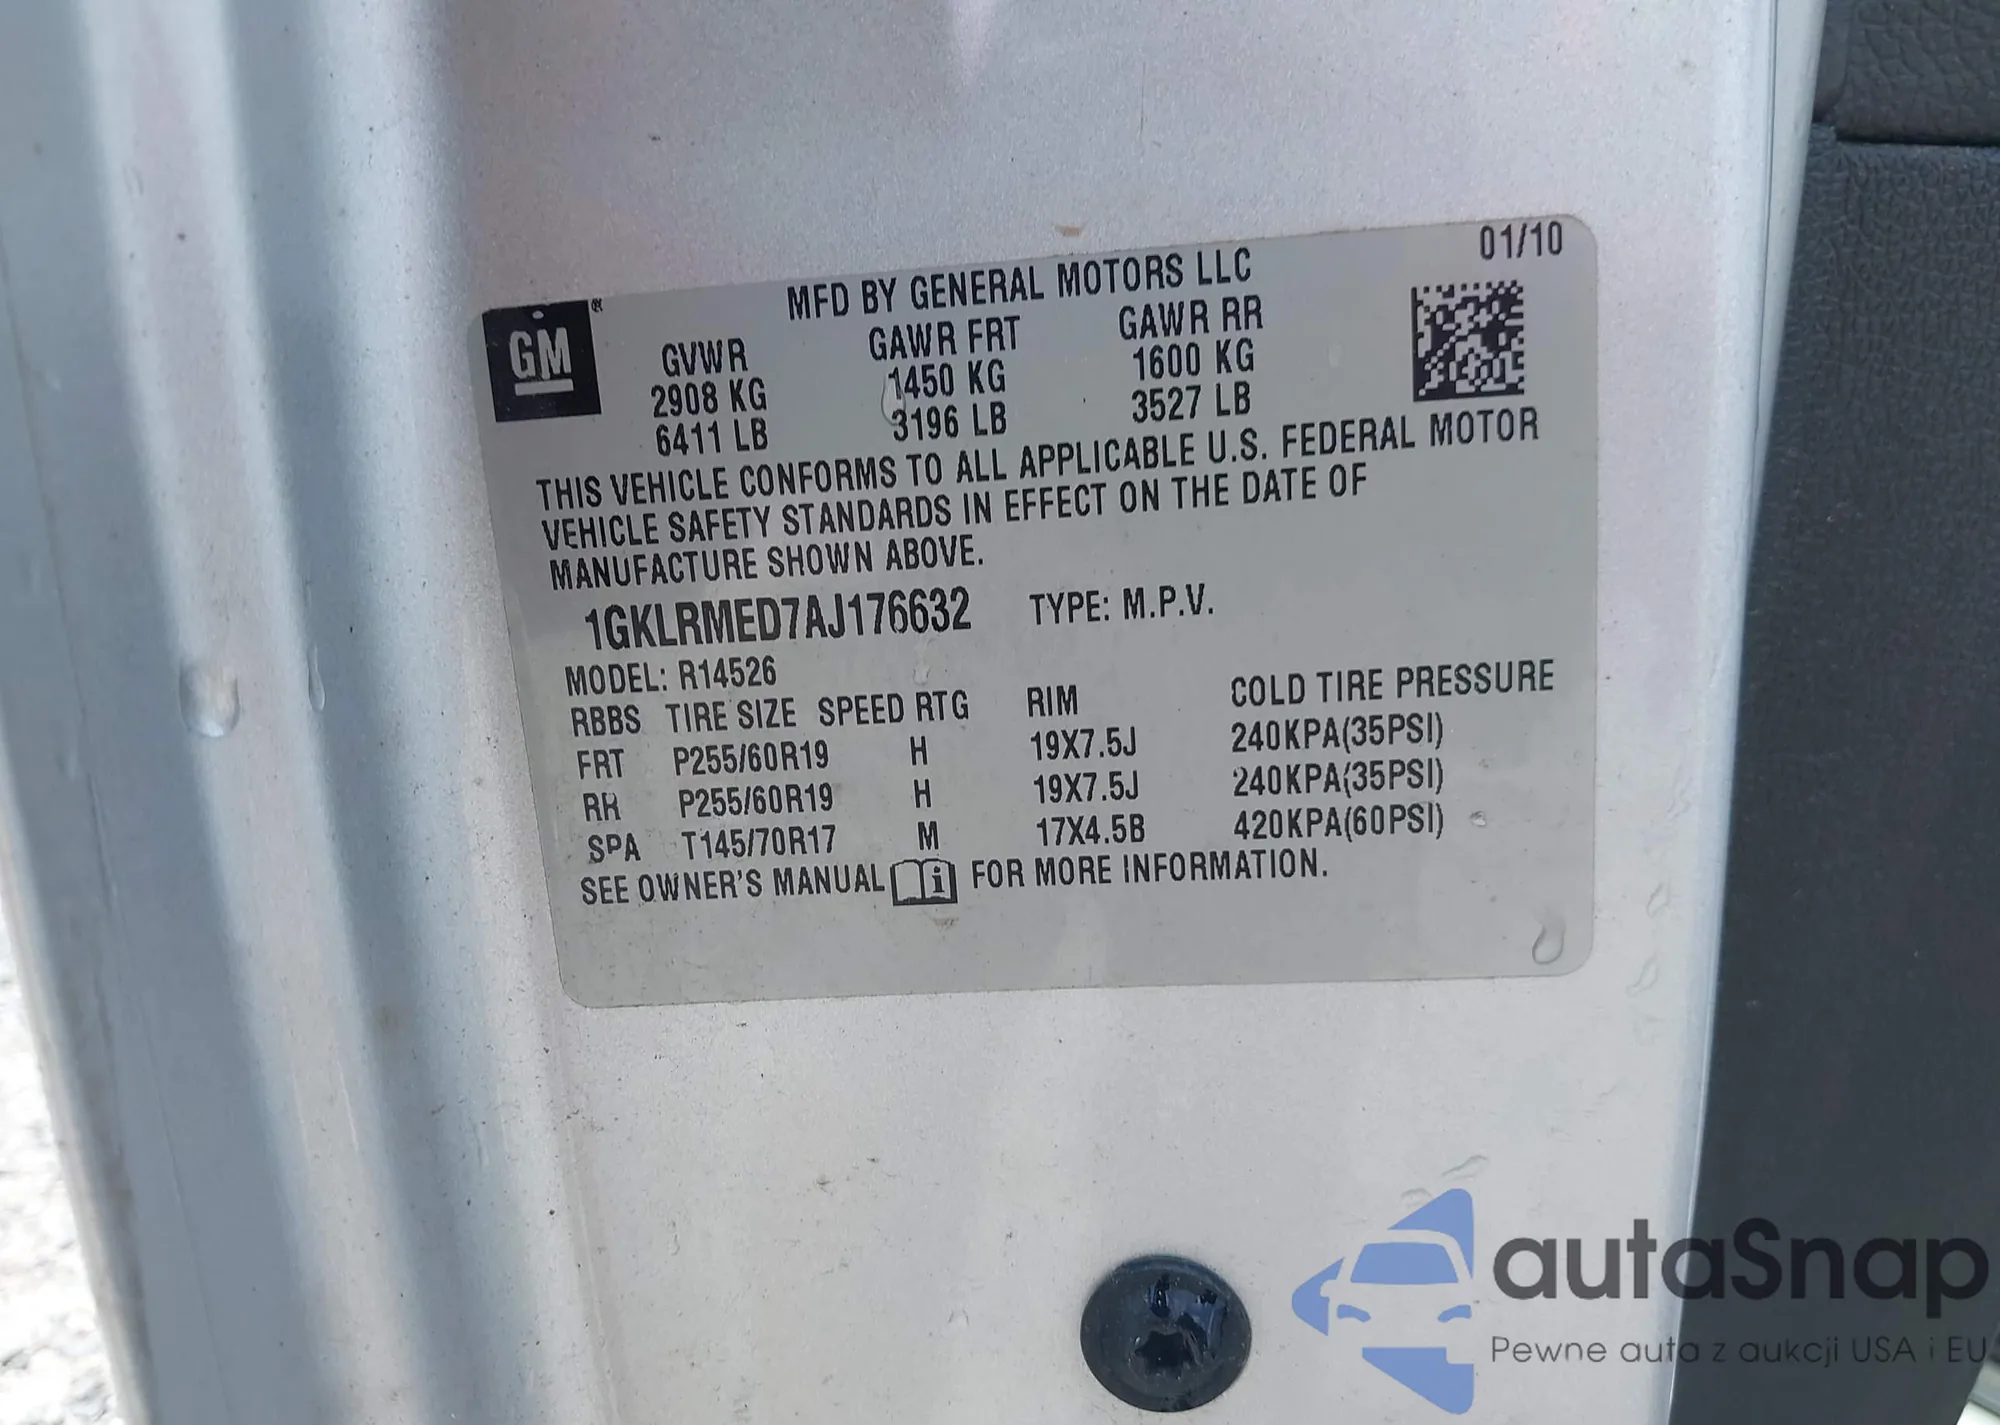 01/10
MFD BY GENERAL MOTORS LLC
GM ®
GVWR GAWR FRT GAWR RR
2908 KG 1450 KG 1600 KG
6411 LB 3196 LB 3527 LB
THIS VEHICLE CONFORMS TO ALL APPLICABLE U.S. FEDERAL MOTOR
VEHICLE SAFETY STANDARDS IN EFFECT ON THE DATE OF
MANUFACTURE SHOWN ABOVE.
1GKLRMED7AJ176632 TYPE: M.P.V.
MODEL: R14526
RBBS TIRE SIZE SPEED RTG RIM COLD TIRE PRESSURE
FRT P255/60R19 H 19X7.5J 240KPA(35PSI)
RR P255/60R19 H 19X7.5J 240KPA(35PSI)
SPA T145/70R17 M 17X4.5B 420KPA(60PSI)
SEE OWNER'S MANUAL i FOR MORE INFORMATION.
autaSnap
Pewne auta z aukcji USA i EU